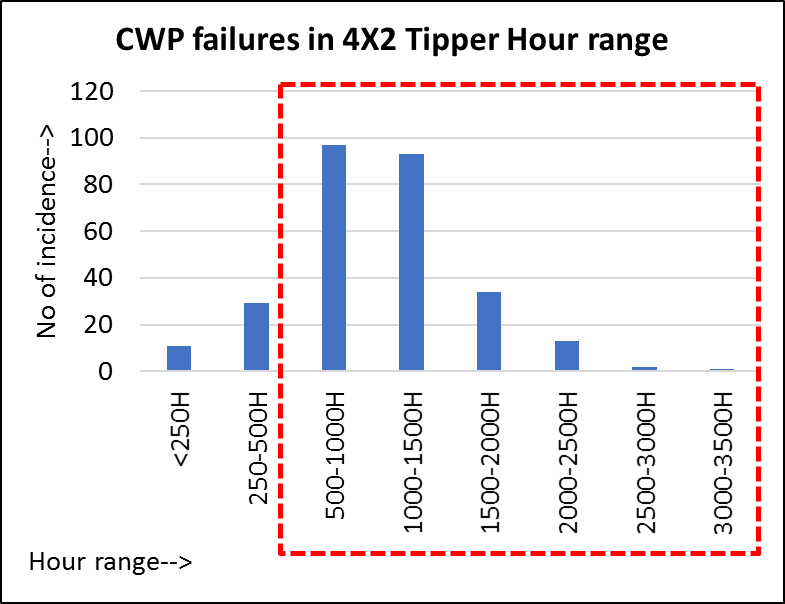 CWP failures in 4X2 Tipper Hour range
No of incidence-->
120
100
80
60
40
20
0
<250H
250-500H
500-1000H
1000-1500H
1500-2000H
2000-2500H
2500-3000H
3000-3500H
Hour range-->